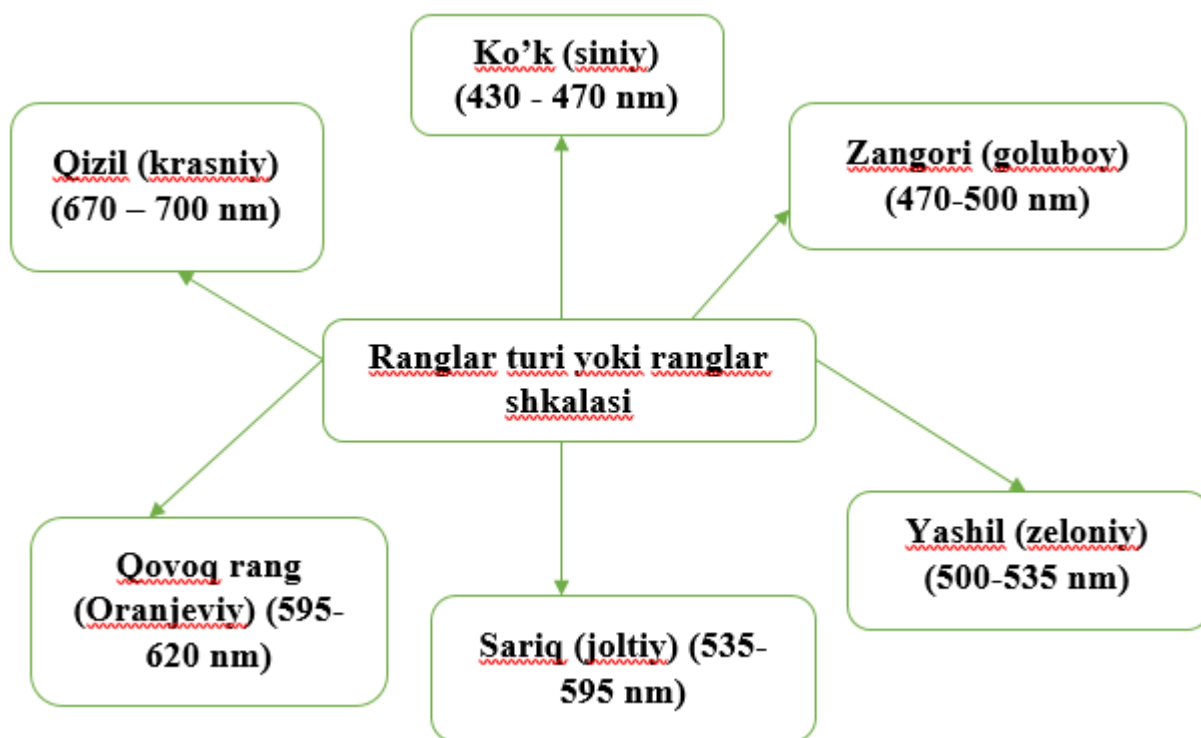 Ko’k (siniy)
(430 - 470 nm)
Qizil (krasniy)
(670 – 700 nm)
Zangori (goluboy)
(470-500 nm)
Ranglar turi yoki ranglar
shkalasi
Qovoq rang
(Oranjeviy) (595-
620 nm)
Sariq (joltiy) (535-
595 nm)
Yashil (zeloniy)
(500-535 nm)